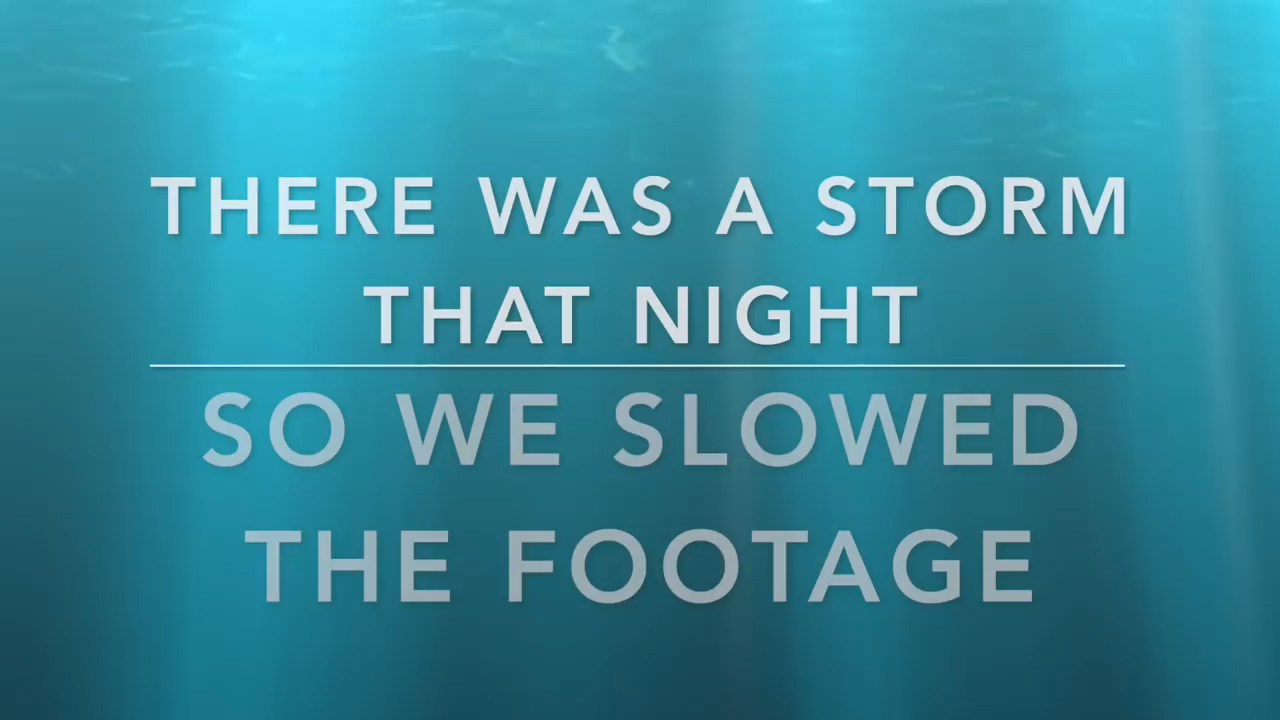 THERE WAS A STORM
THAT NIGHT
SO WE SLOWED
THE FOOTAGE